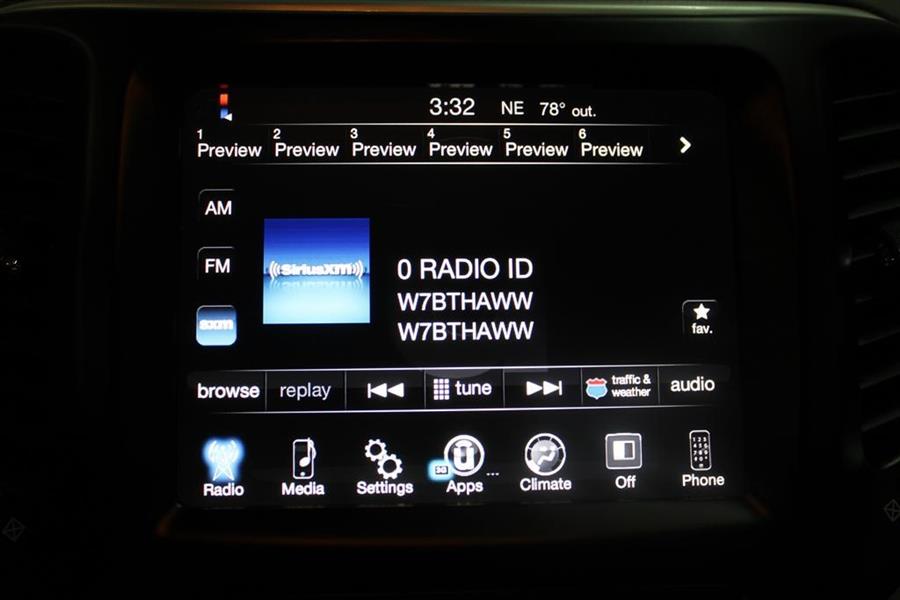 3:32 NE 78° out.
1 2 3 4 5 6
Preview Preview Preview Preview Preview Preview
AM
FM
sxm
((SiriusXM))
0 RADIO ID
W7BTHAWW
W7BTHAWW
fav.
browse replay tune traffic & weather audio
3G
Radio Media Settings Apps... Climate Off Phone